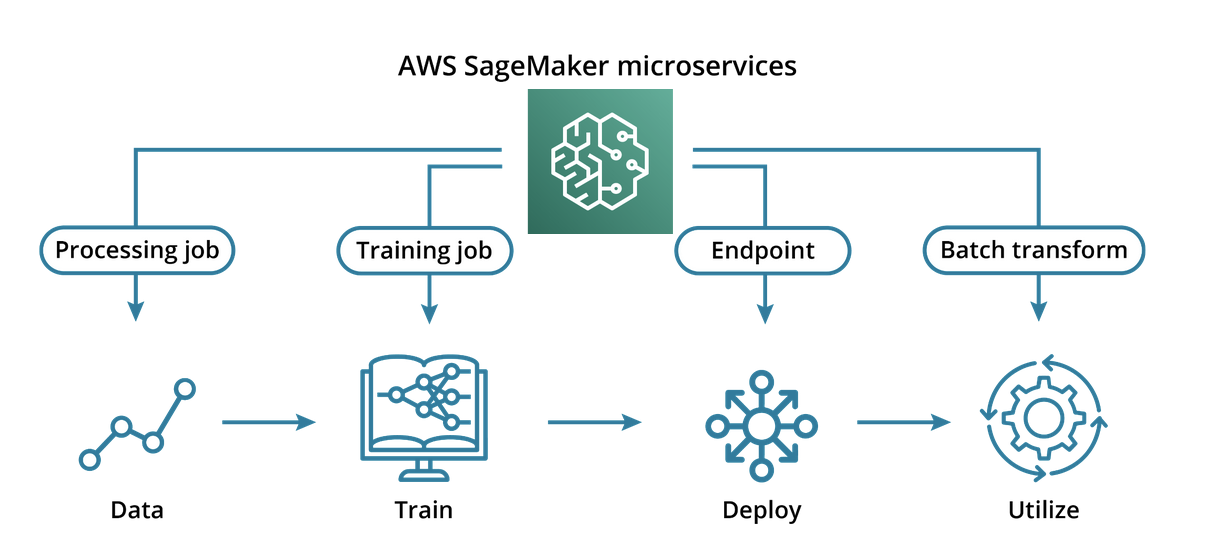 AWS SageMaker microservices
Processing job
Training job
Endpoint
Batch transform
Data
Train
Deploy
Utilize